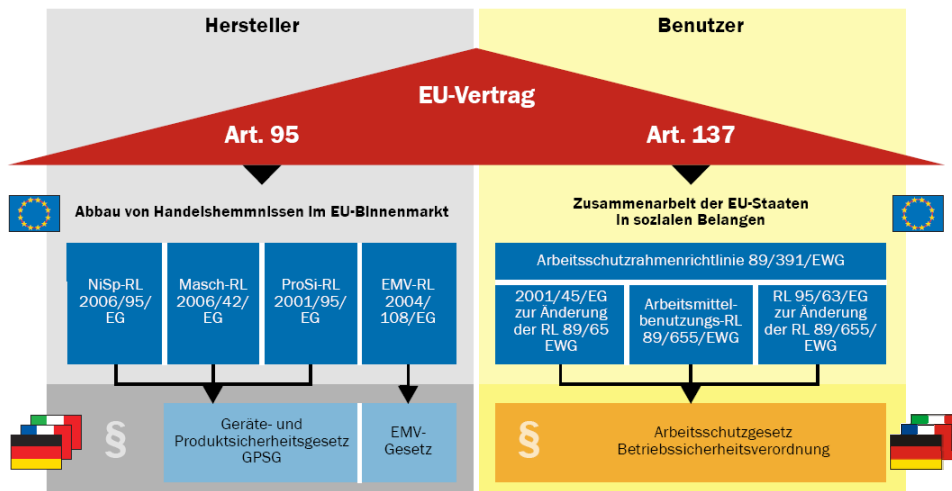 Hersteller
Benutzer
EU-Vertrag
Art. 95
Art. 137
Abbau von Handelshemmnissen im EU-Binnenmarkt
Zusammenarbeit der EU-Staaten
in sozialen Belangen
NiSp-RL
2006/95/
EG
Masch-RL
2006/42/
EG
ProSi-RL
2001/95/
EG
EMV-RL
2004/
108/EG
Arbeitsschutzrahmenrichtlinie 89/391/EWG
2001/45/EG
zur Änderung
der RL 89/65
EWG
Arbeitsmittel-
benutzungs-RL
89/655/EWG
RL 95/63/EG
zur Änderung
der RL 89/655/
EWG
§
Geräte- und
Produktsicherheitsgesetz
GPSG
EMV-
Gesetz
§
Arbeitsschutzgesetz
Betriebssicherheitsverordnung